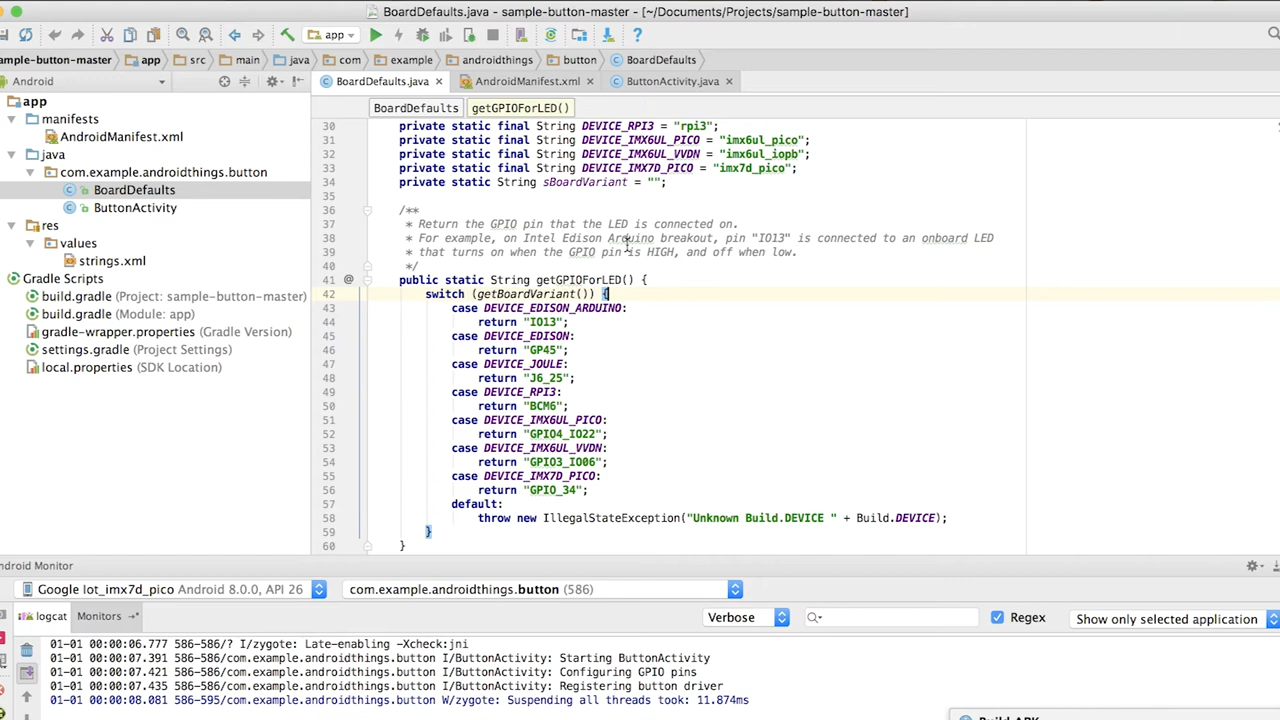 BoardDefaults.java - sample-button-master - [~/Documents/Projects/sample-button-master]
app
ample-button-master app src main java com example androidthings button BoardDefaults
Android BoardDefaults.java AndroidManifest.xml ButtonActivity.java
app
manifests
AndroidManifest.xml
java
com.example.androidthings.button
BoardDefaults
ButtonActivity
res
values
strings.xml
Gradle Scripts
build.gradle (Project: sample-button-master)
build.gradle (Module: app)
gradle-wrapper.properties (Gradle Version)
settings.gradle (Project Settings)
local.properties (SDK Location)
BoardDefaults getGPIOForLED()
30 private static final String DEVICE_RPI3 = "rpi3";
31 private static final String DEVICE_IMX6UL_PICO = "imx6ul_pico";
32 private static final String DEVICE_IMX6UL_VVDN = "imx6ul_iopb";
33 private static final String DEVICE_IMX7D_PICO = "imx7d_pico";
34 private static String sBoardVariant = "";
35
36 /**
37 * Return the GPIO pin that the LED is connected on.
38 * For example, on Intel Edison Arduino breakout, pin "IO13" is connected to an onboard LED
39 * that turns on when the GPIO pin is HIGH, and off when low.
40 */
41 public static String getGPIOForLED() {
42 switch (getBoardVariant()) {
43 case DEVICE_EDISON_ARDUINO:
44 return "IO13";
45 case DEVICE_EDISON:
46 return "GP45";
47 case DEVICE_JOULE:
48 return "J6_25";
49 case DEVICE_RPI3:
50 return "BCM6";
51 case DEVICE_IMX6UL_PICO:
52 return "GPIO4_IO22";
53 case DEVICE_IMX6UL_VVDN:
54 return "GPIO3_IO06";
55 case DEVICE_IMX7D_PICO:
56 return "GPIO_34";
57 default:
58 throw new IllegalStateException("Unknown Build.DEVICE " + Build.DEVICE);
59 }
60 }
Android Monitor
Google Iot_imx7d_pico Android 8.0.0, API 26 com.example.androidthings.button (586)
logcat Monitors Verbose Regex Show only selected application
01-01 00:00:06.777 586-586/? I/zygote: Late-enabling -Xcheck:jni
01-01 00:00:07.391 586-586/com.example.androidthings.button I/ButtonActivity: Starting ButtonActivity
01-01 00:00:07.421 586-586/com.example.androidthings.button I/ButtonActivity: Configuring GPIO pins
01-01 00:00:07.435 586-586/com.example.androidthings.button I/ButtonActivity: Registering button driver
01-01 00:00:08.081 586-595/com.example.androidthings.button W/zygote: Suspending all threads took: 11.874ms